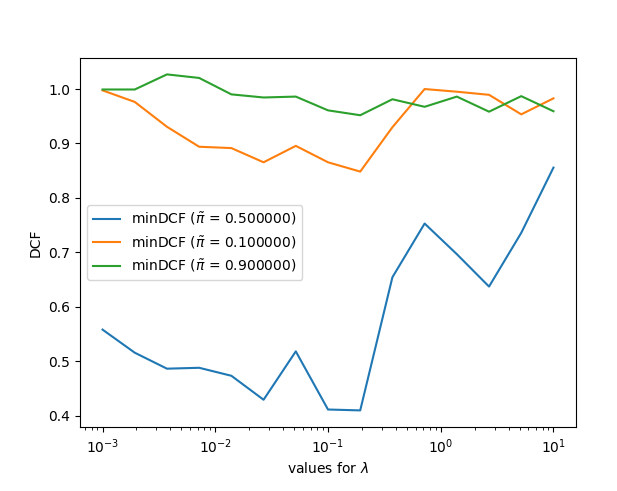 1.0
0.9
0.8
0.7
0.6
0.5
0.4
DCF
minDCF (π̃ = 0.500000)
minDCF (π̃ = 0.100000)
minDCF (π̃ = 0.900000)
10⁻³ 10⁻² 10⁻¹ 10⁰ 10¹
values for λ